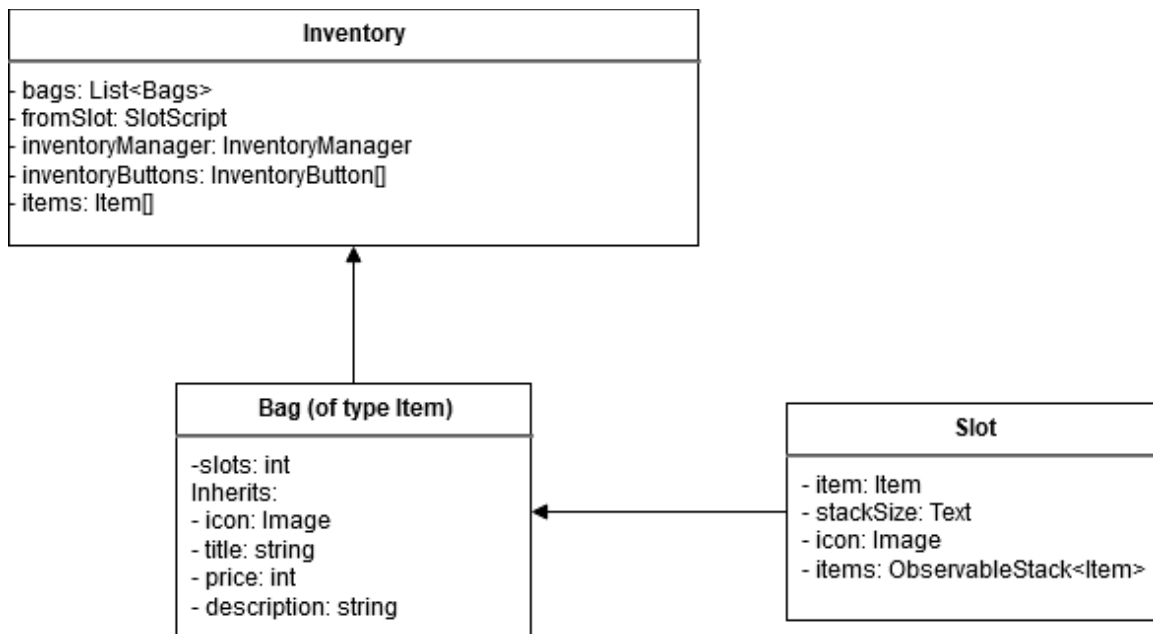 Inventory
- bags: List<Bags>
- fromSlot: SlotScript
- inventoryManager: InventoryManager
- inventoryButtons: InventoryButton[]
- items: Item[]
Bag (of type Item)
-slots: int
Inherits:
- icon: Image
- title: string
- price: int
- description: string
Slot
- item: Item
- stackSize: Text
- icon: Image
- items: ObservableStack<Item>